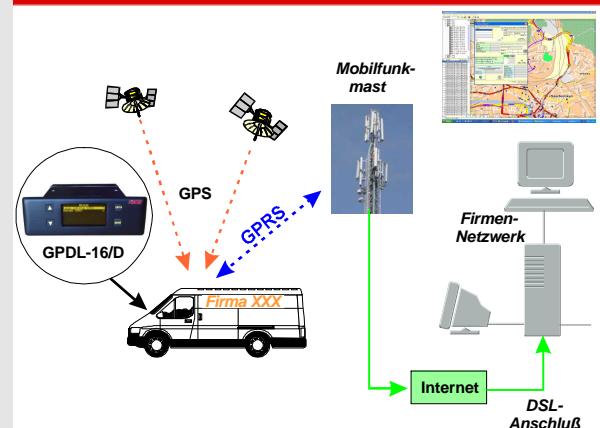 Mobilfunk-
mast
GPS
GPRS
GPDL-16/D
Firma XXX
Firmen-
Netzwerk
Internet
DSL-
Anschluß